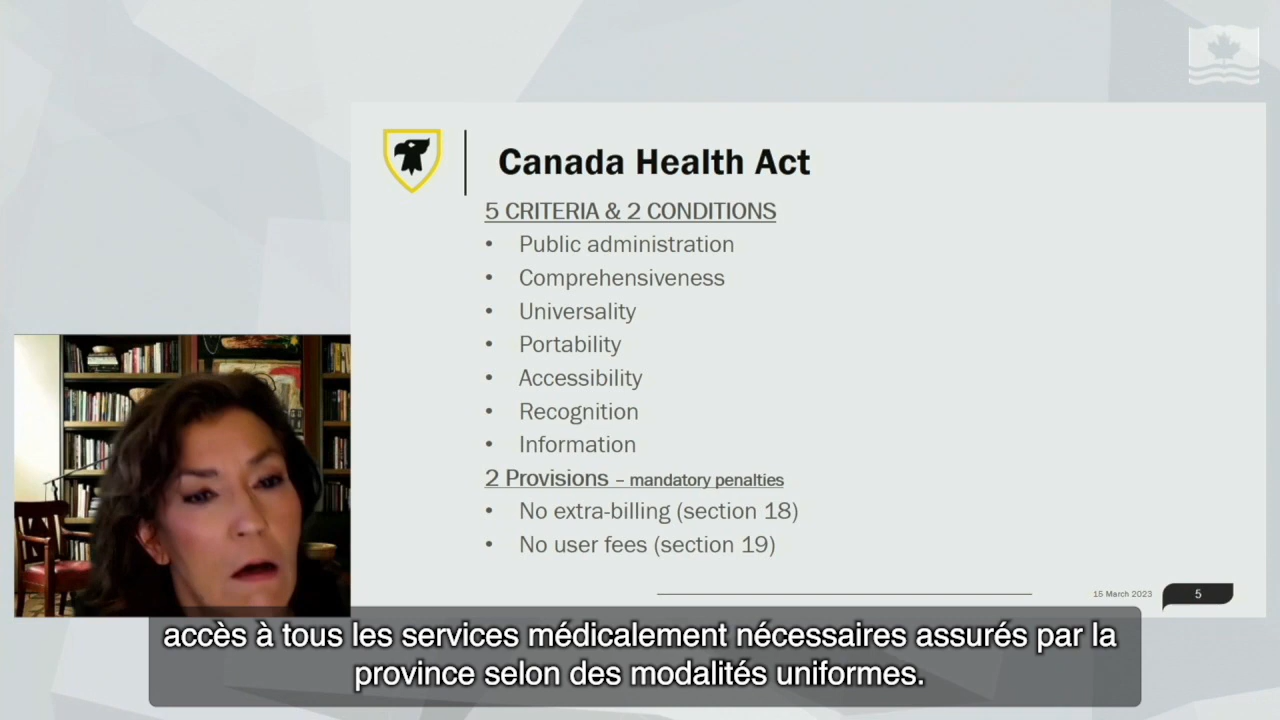 Canada Health Act
5 CRITERIA & 2 CONDITIONS
• Public administration
• Comprehensiveness
• Universality
• Portability
• Accessibility
• Recognition
• Information
2 Provisions – mandatory penalties
• No extra-billing (section 18)
• No user fees (section 19)
15 March 2023
5
accès à tous les services médicalement nécessaires assurés par la
province selon des modalités uniformes.